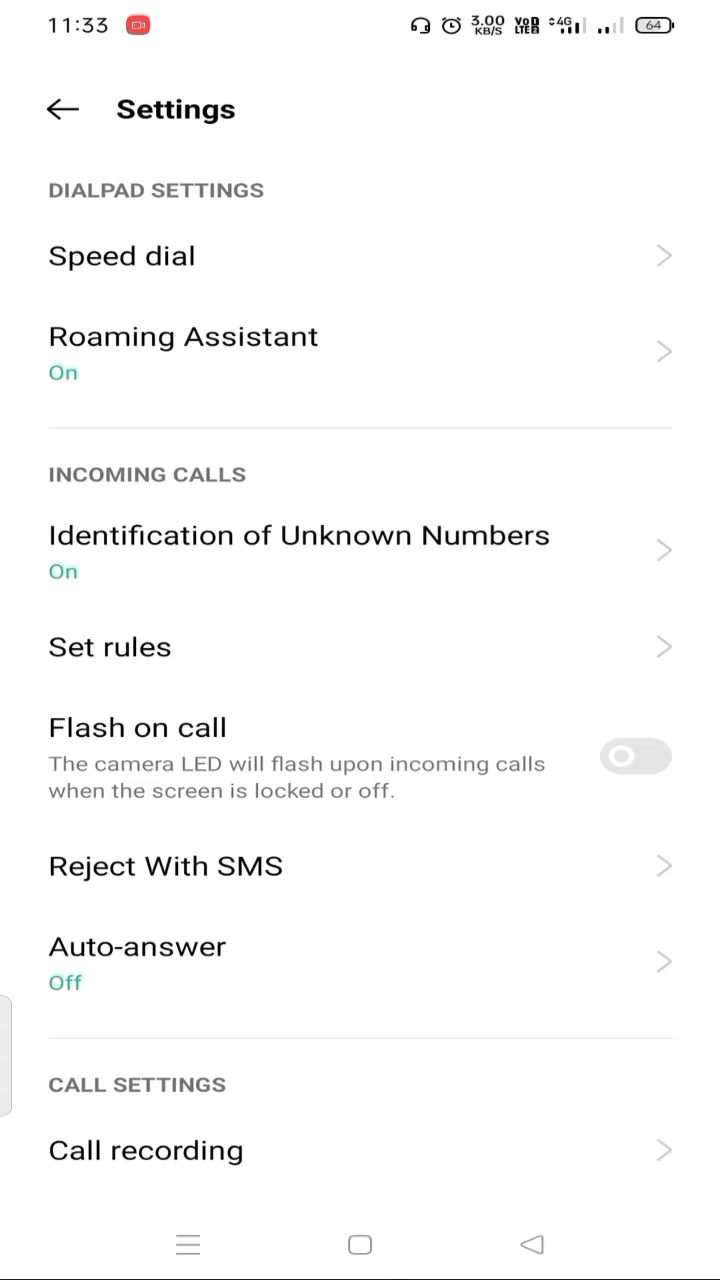 11:33 3.00 KB/S VoD LTE2 4G 64
Settings
DIALPAD SETTINGS
Speed dial
Roaming Assistant
On
INCOMING CALLS
Identification of Unknown Numbers
On
Set rules
Flash on call
The camera LED will flash upon incoming calls
when the screen is locked or off.
Reject With SMS
Auto-answer
Off
CALL SETTINGS
Call recording